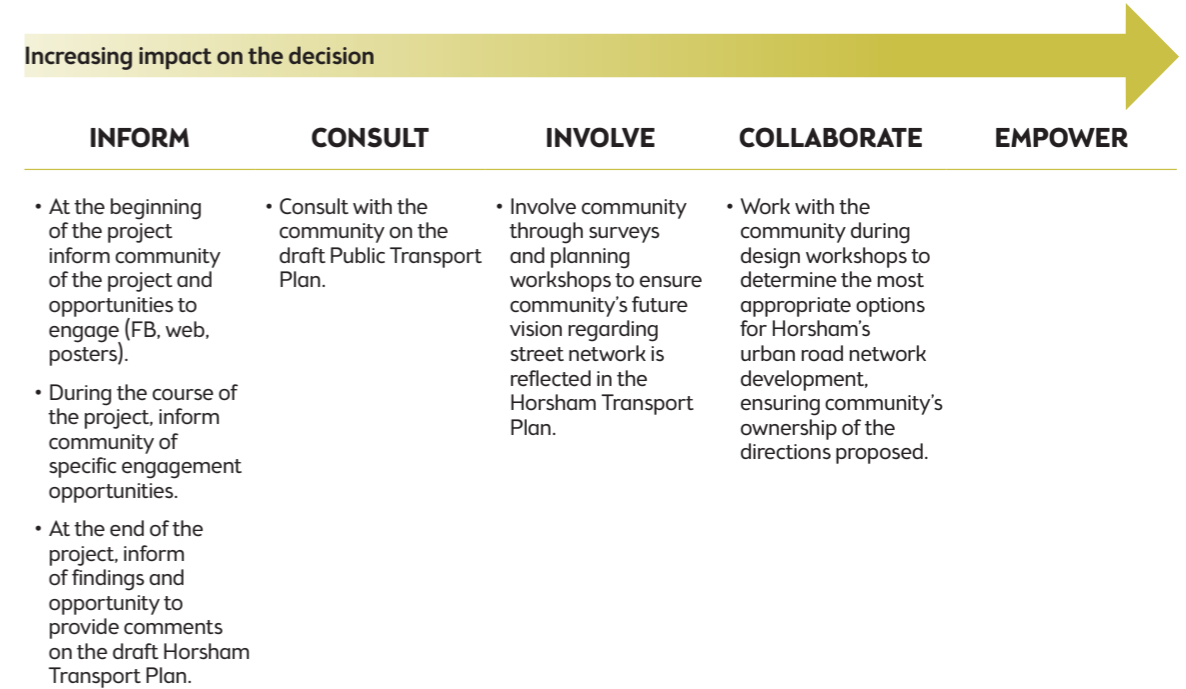 Increasing impact on the decision
INFORM
CONSULT
INVOLVE
COLLABORATE
EMPOWER
• At the beginning
of the project
inform community
of the project and
opportunities to
engage (FB, web,
posters).
• During the course of
the project, inform
community of
specific engagement
opportunities.
• At the end of the
project, inform
of findings and
opportunity to
provide comments
on the draft Horsham
Transport Plan.
• Consult with the
community on the
draft Public Transport
Plan.
• Involve community
through surveys
and planning
workshops to ensure
community’s future
vision regarding
street network is
reflected in the
Horsham Transport
Plan.
• Work with the
community during
design workshops to
determine the most
appropriate options
for Horsham’s
urban road network
development,
ensuring community’s
ownership of the
directions proposed.